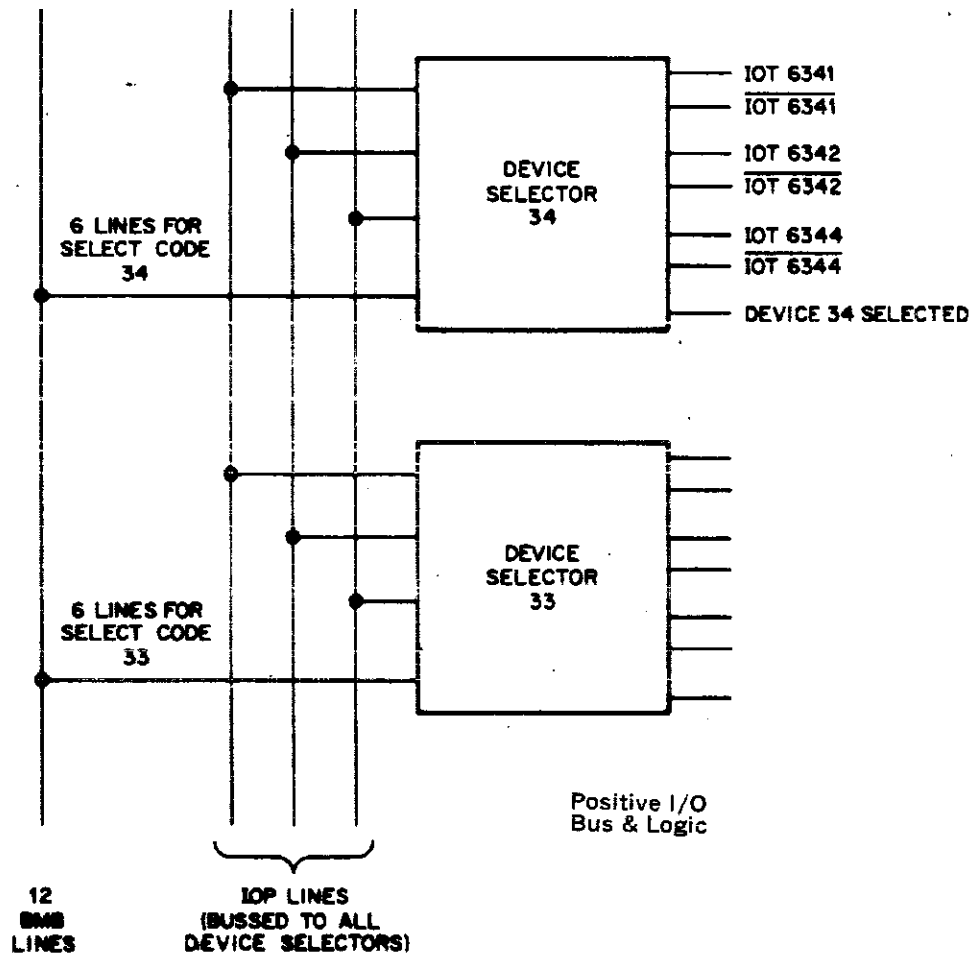 IOT 6341
IOT 6341
IOT 6342
IOT 6342
IOT 6344
IOT 6344
DEVICE 34 SELECTED
DEVICE
SELECTOR
34
6 LINES FOR
SELECT CODE
34
DEVICE
SELECTOR
33
6 LINES FOR
SELECT CODE
33
Positive I/O
Bus & Logic
12
BMB
LINES
IOP LINES
(BUSSED TO ALL
DEVICE SELECTORS)